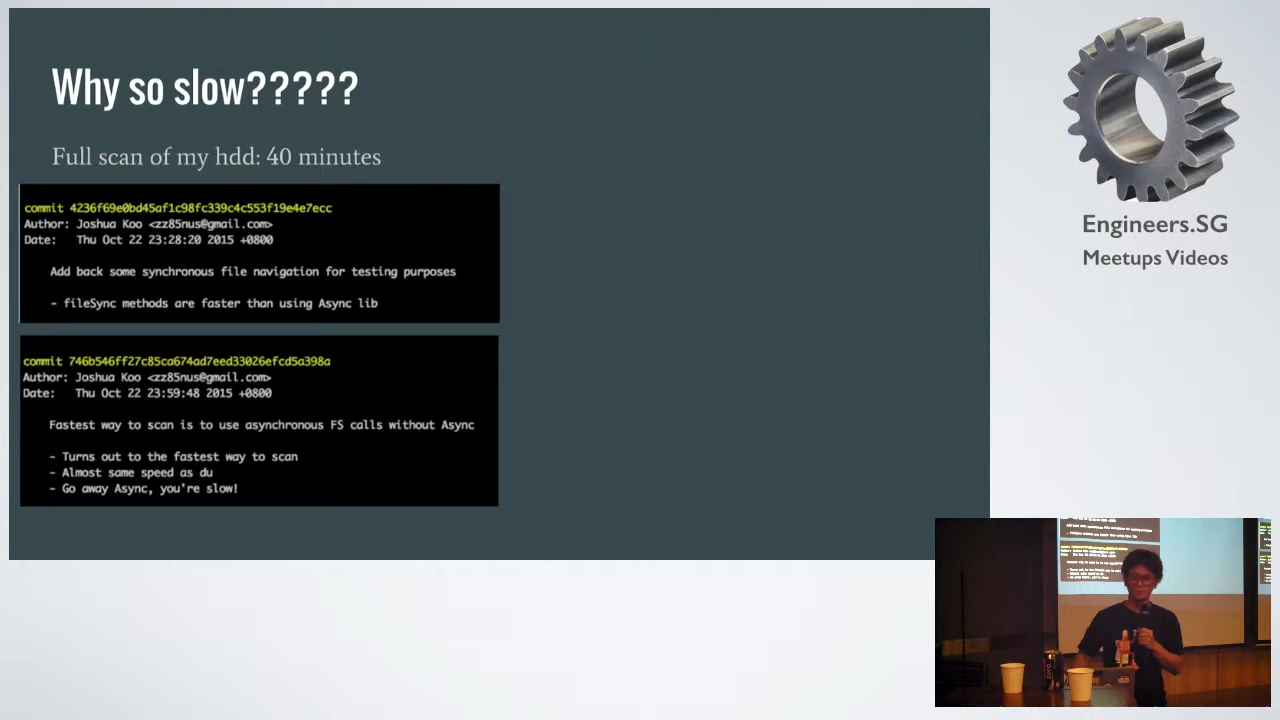 Why so slow?????
Full scan of my hdd: 40 minutes
commit 4236f69e0bd45af1c98fc339c4c553f19e4e7ecc
Author: Joshua Koo <zz85nus@gmail.com>
Date:   Thu Oct 22 23:28:20 2015 +0800
Add back some synchronous file navigation for testing purposes
- fileSync methods are faster than using Async lib
commit 746b546ff27c85ca674ad7eed33026efcd5a398a
Author: Joshua Koo <zz85nus@gmail.com>
Date:   Thu Oct 22 23:59:48 2015 +0800
Fastest way to scan is to use asynchronous FS calls without Async
- Turns out to the fastest way to scan
- Almost same speed as du
- Go away Async, you're slow!
Engineers.SG
Meetups Videos